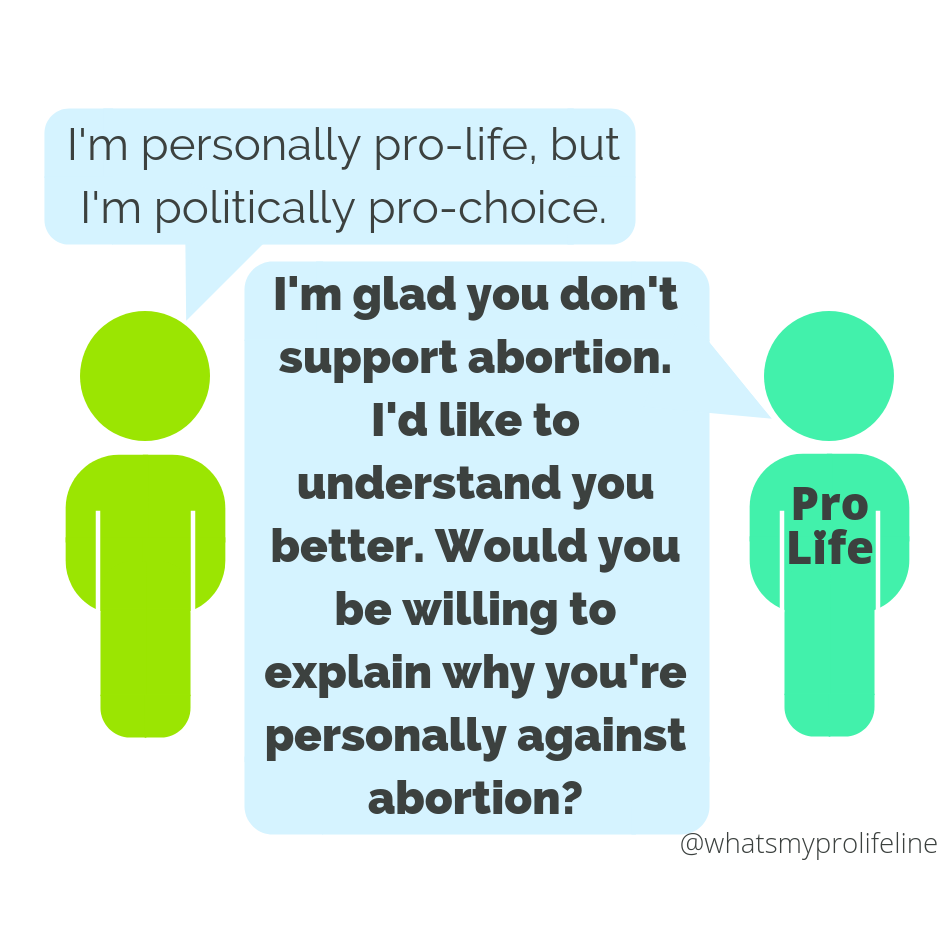 I'm personally pro-life, but
I'm politically pro-choice.
I'm glad you don't
support abortion.
I'd like to
understand you
better. Would you
be willing to
explain why you're
personally against
abortion?
Pro
Life
@whatsmyprolifeline